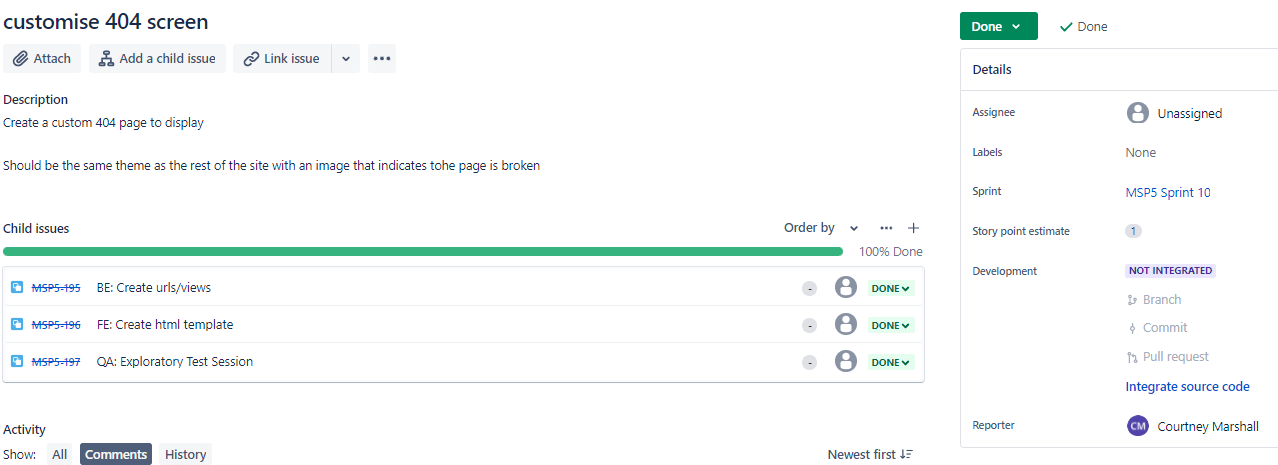 customise 404 screen
Attach
Add a child issue
Link issue
Description
Create a custom 404 page to display
Should be the same theme as the rest of the site with an image that indicates tohe page is broken
Child issues
Order by
100% Done
MSP5-195 BE: Create urls/views - DONE
MSP5-196 FE: Create html template - DONE
MSP5-197 QA: Exploratory Test Session - DONE
Activity
Show: All Comments History
Newest first
Done
Done
Details
Assignee Unassigned
Labels None
Sprint MSP5 Sprint 10
Story point estimate 1
Development NOT INTEGRATED
Branch
Commit
Pull request
Integrate source code
Reporter CM Courtney Marshall